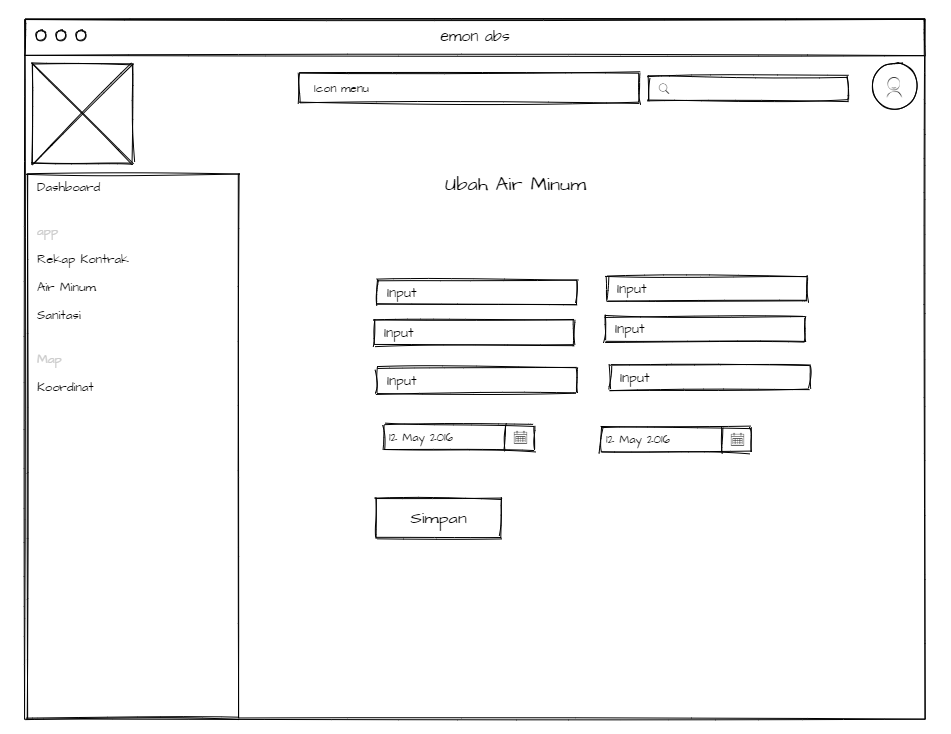 emon abs
Icon menu
Dashboard
app
Rekap Kontrak
Air Minum
Sanitasi
Map
Koordinat
Ubah Air Minum
Input
Input
Input
Input
Input
Input
12 May 2016
12 May 2016
Simpan